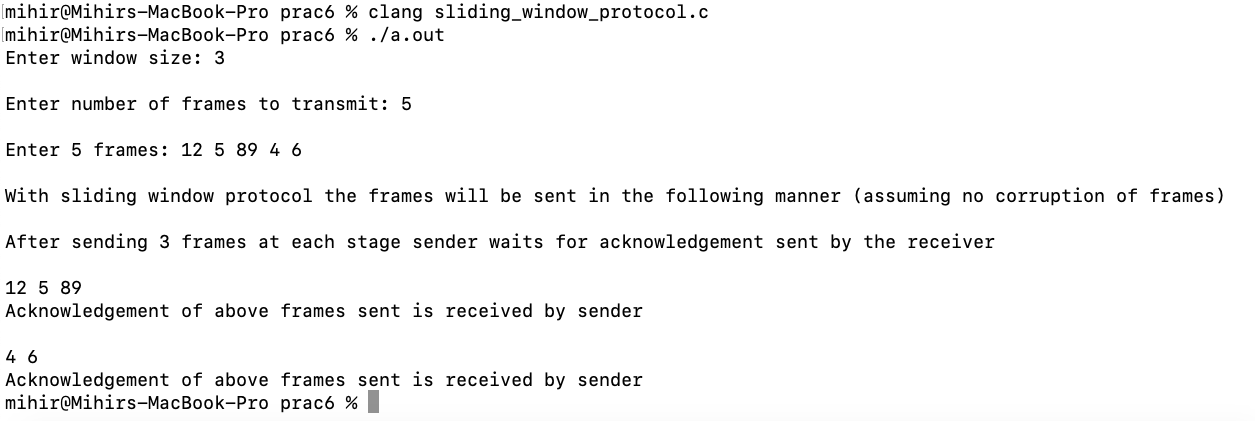 [mihir@Mihirs-MacBook-Pro prac6 % clang sliding_window_protocol.c
[mihir@Mihirs-MacBook-Pro prac6 % ./a.out
Enter window size: 3
Enter number of frames to transmit: 5
Enter 5 frames: 12 5 89 4 6
With sliding window protocol the frames will be sent in the following manner (assuming no corruption of frames)
After sending 3 frames at each stage sender waits for acknowledgement sent by the receiver
12 5 89
Acknowledgement of above frames sent is received by sender
4 6
Acknowledgement of above frames sent is received by sender
mihir@Mihirs-MacBook-Pro prac6 %